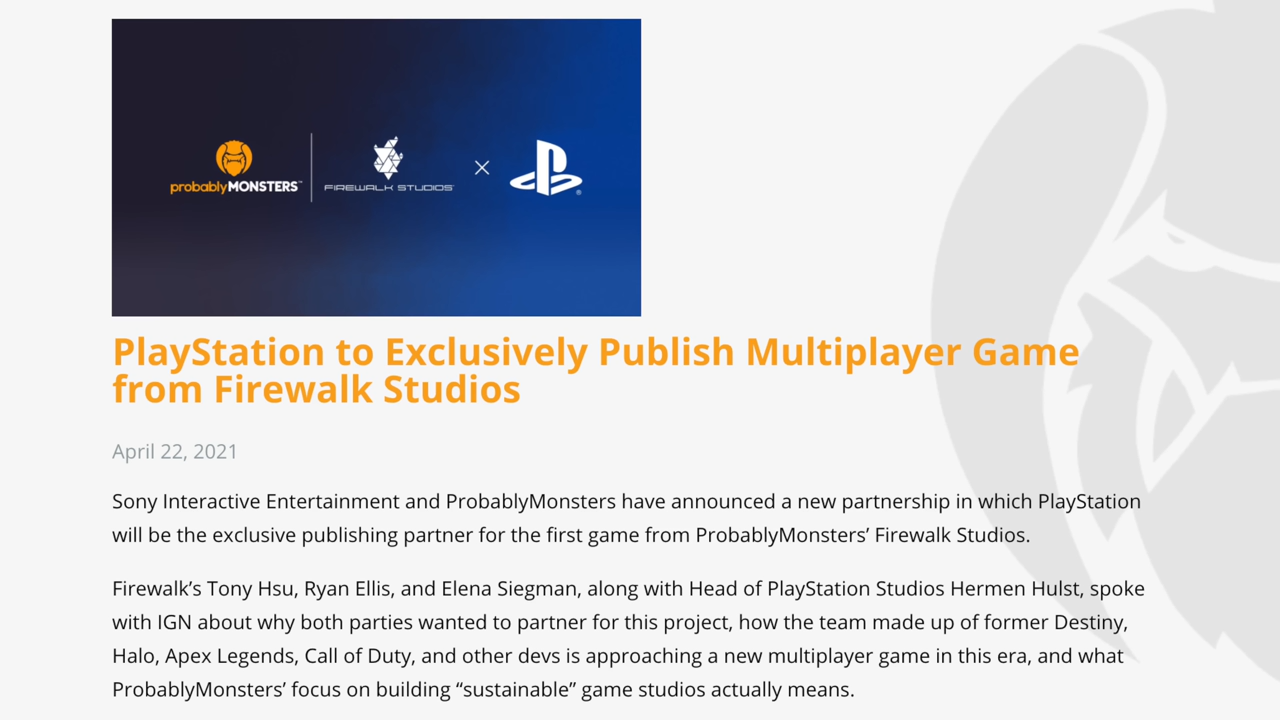 probablyMONSTERS™ FIREWALK STUDIOS ×
PlayStation to Exclusively Publish Multiplayer Game
from Firewalk Studios
April 22, 2021
Sony Interactive Entertainment and ProbablyMonsters have announced a new partnership in which PlayStation
will be the exclusive publishing partner for the first game from ProbablyMonsters’ Firewalk Studios.
Firewalk’s Tony Hsu, Ryan Ellis, and Elena Siegman, along with Head of PlayStation Studios Hermen Hulst, spoke
with IGN about why both parties wanted to partner for this project, how the team made up of former Destiny,
Halo, Apex Legends, Call of Duty, and other devs is approaching a new multiplayer game in this era, and what
ProbablyMonsters’ focus on building “sustainable” game studios actually means.